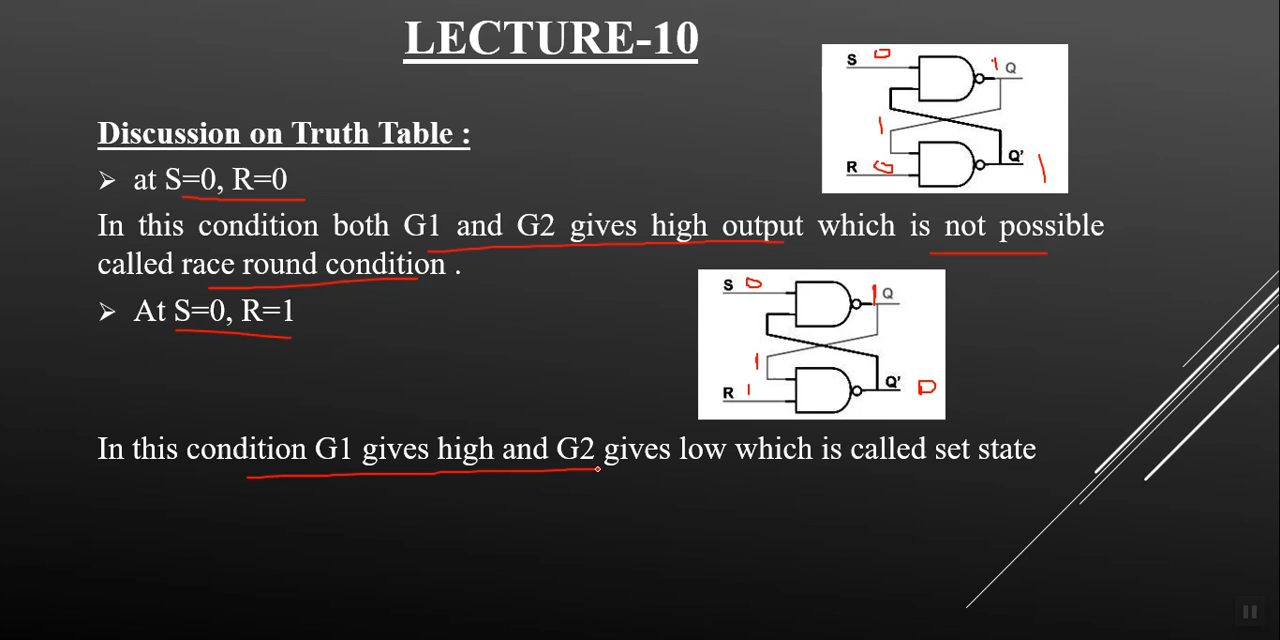 LECTURE-10
S 0 1 Q
1
R 0 Q' 1
Discussion on Truth Table :
➢ at S=0, R=0
In this condition both G1 and G2 gives high output which is not possible
called race round condition .
➢ At S=0, R=1
S 0 1 Q
1
R 1 Q' 0
In this condition G1 gives high and G2 gives low which is called set state